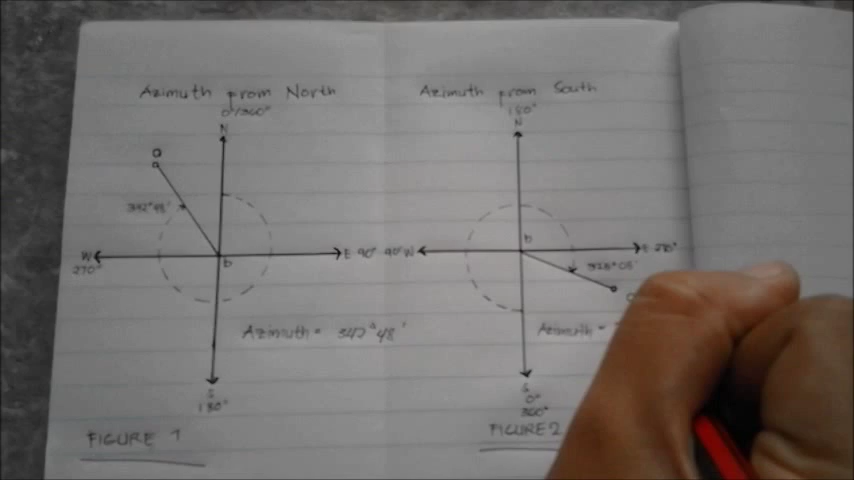 Azimuth from North
0°/360°
N
a
342°48'
W
270°
b
E 90°
Azimuth = 342°48'
S
180°
FIGURE 1
Azimuth from South
180°
N
b
90° W
E 270°
Azimuth =
S
0°
360°
FIGURE 2